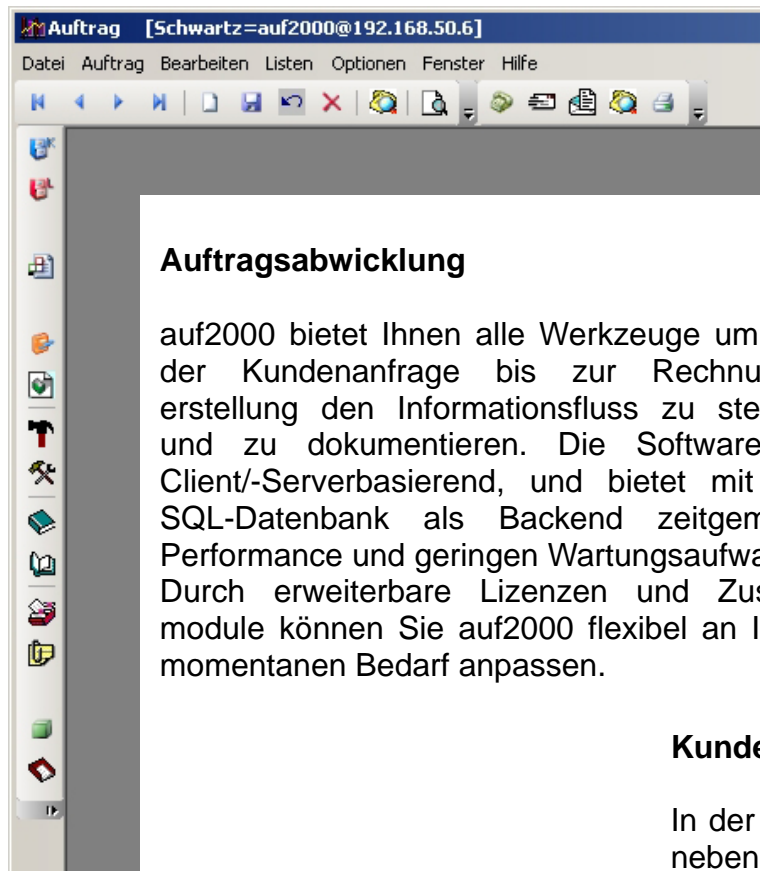 Auftrag [Schwartz=auf2000@192.168.50.6]
Datei Auftrag Bearbeiten Listen Optionen Fenster Hilfe
Auftragsabwicklung
auf2000 bietet Ihnen alle Werkzeuge um
der Kundenanfrage bis zur Rechnu
erstellung den Informationsfluss zu ste
und zu dokumentieren. Die Software
Client/-Serverbasierend, und bietet mit
SQL-Datenbank als Backend zeitgem
Performance und geringen Wartungsaufwa
Durch erweiterbare Lizenzen und Zus
module können Sie auf2000 flexibel an I
momentanen Bedarf anpassen.
Kunde
In der
neben